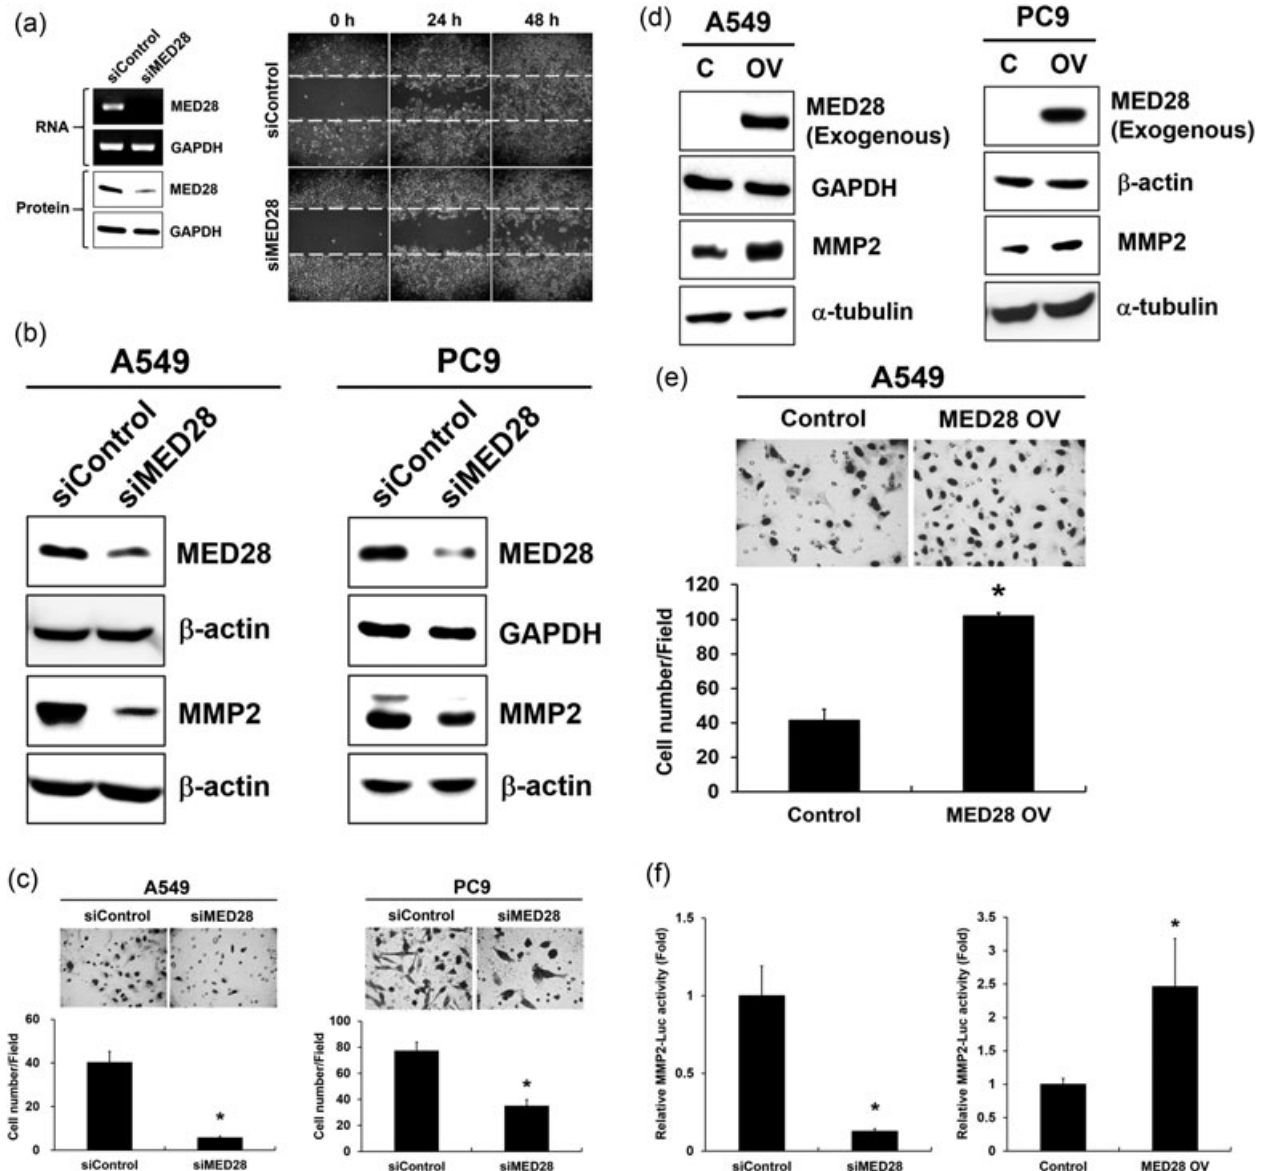 (a)
0 h 24 h 48 h
siControl
siMED28
RNA
MED28
GAPDH
Protein
MED28
GAPDH
siControl
siMED28
(b)
A549
siControl
siMED28
MED28
β-actin
MMP2
β-actin
PC9
siControl
siMED28
MED28
GAPDH
MMP2
β-actin
(c)
A549
siControl siMED28
Cell number/Field
60
40
20
0
*
siControl siMED28
PC9
siControl siMED28
Cell number/Field
100
80
60
40
20
0
*
siControl siMED28
(d)
A549
C OV
MED28
(Exogenous)
GAPDH
MMP2
α-tubulin
PC9
C OV
MED28
(Exogenous)
β-actin
MMP2
α-tubulin
(e)
A549
Control MED28 OV
Cell number/Field
120
100
80
60
40
20
0
*
Control MED28 OV
(f)
Relative MMP2-Luc activity (Fold)
1.5
1
0.5
0
*
siControl siMED28
Relative MMP2-Luc activity (Fold)
3.5
3
2.5
2
1.5
1
0.5
0
*
Control MED28 OV